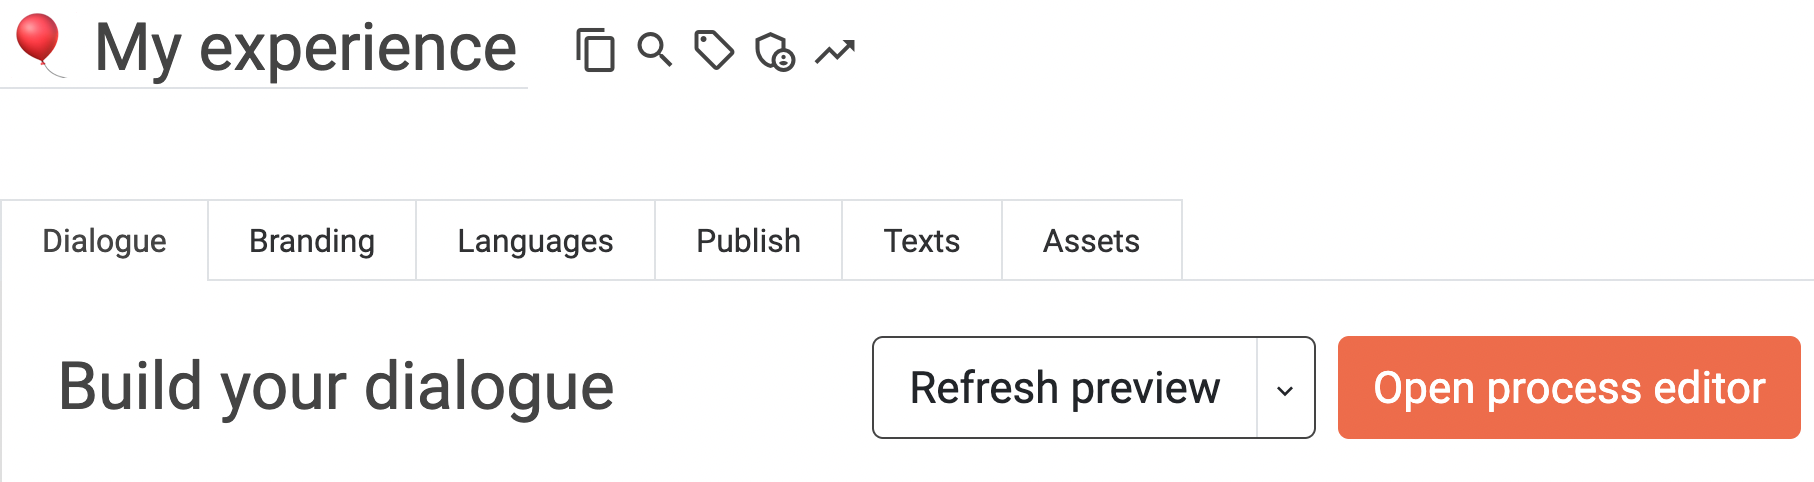 My experience
Dialogue Branding Languages Publish Texts Assets
Build your dialogue Refresh preview Open process editor